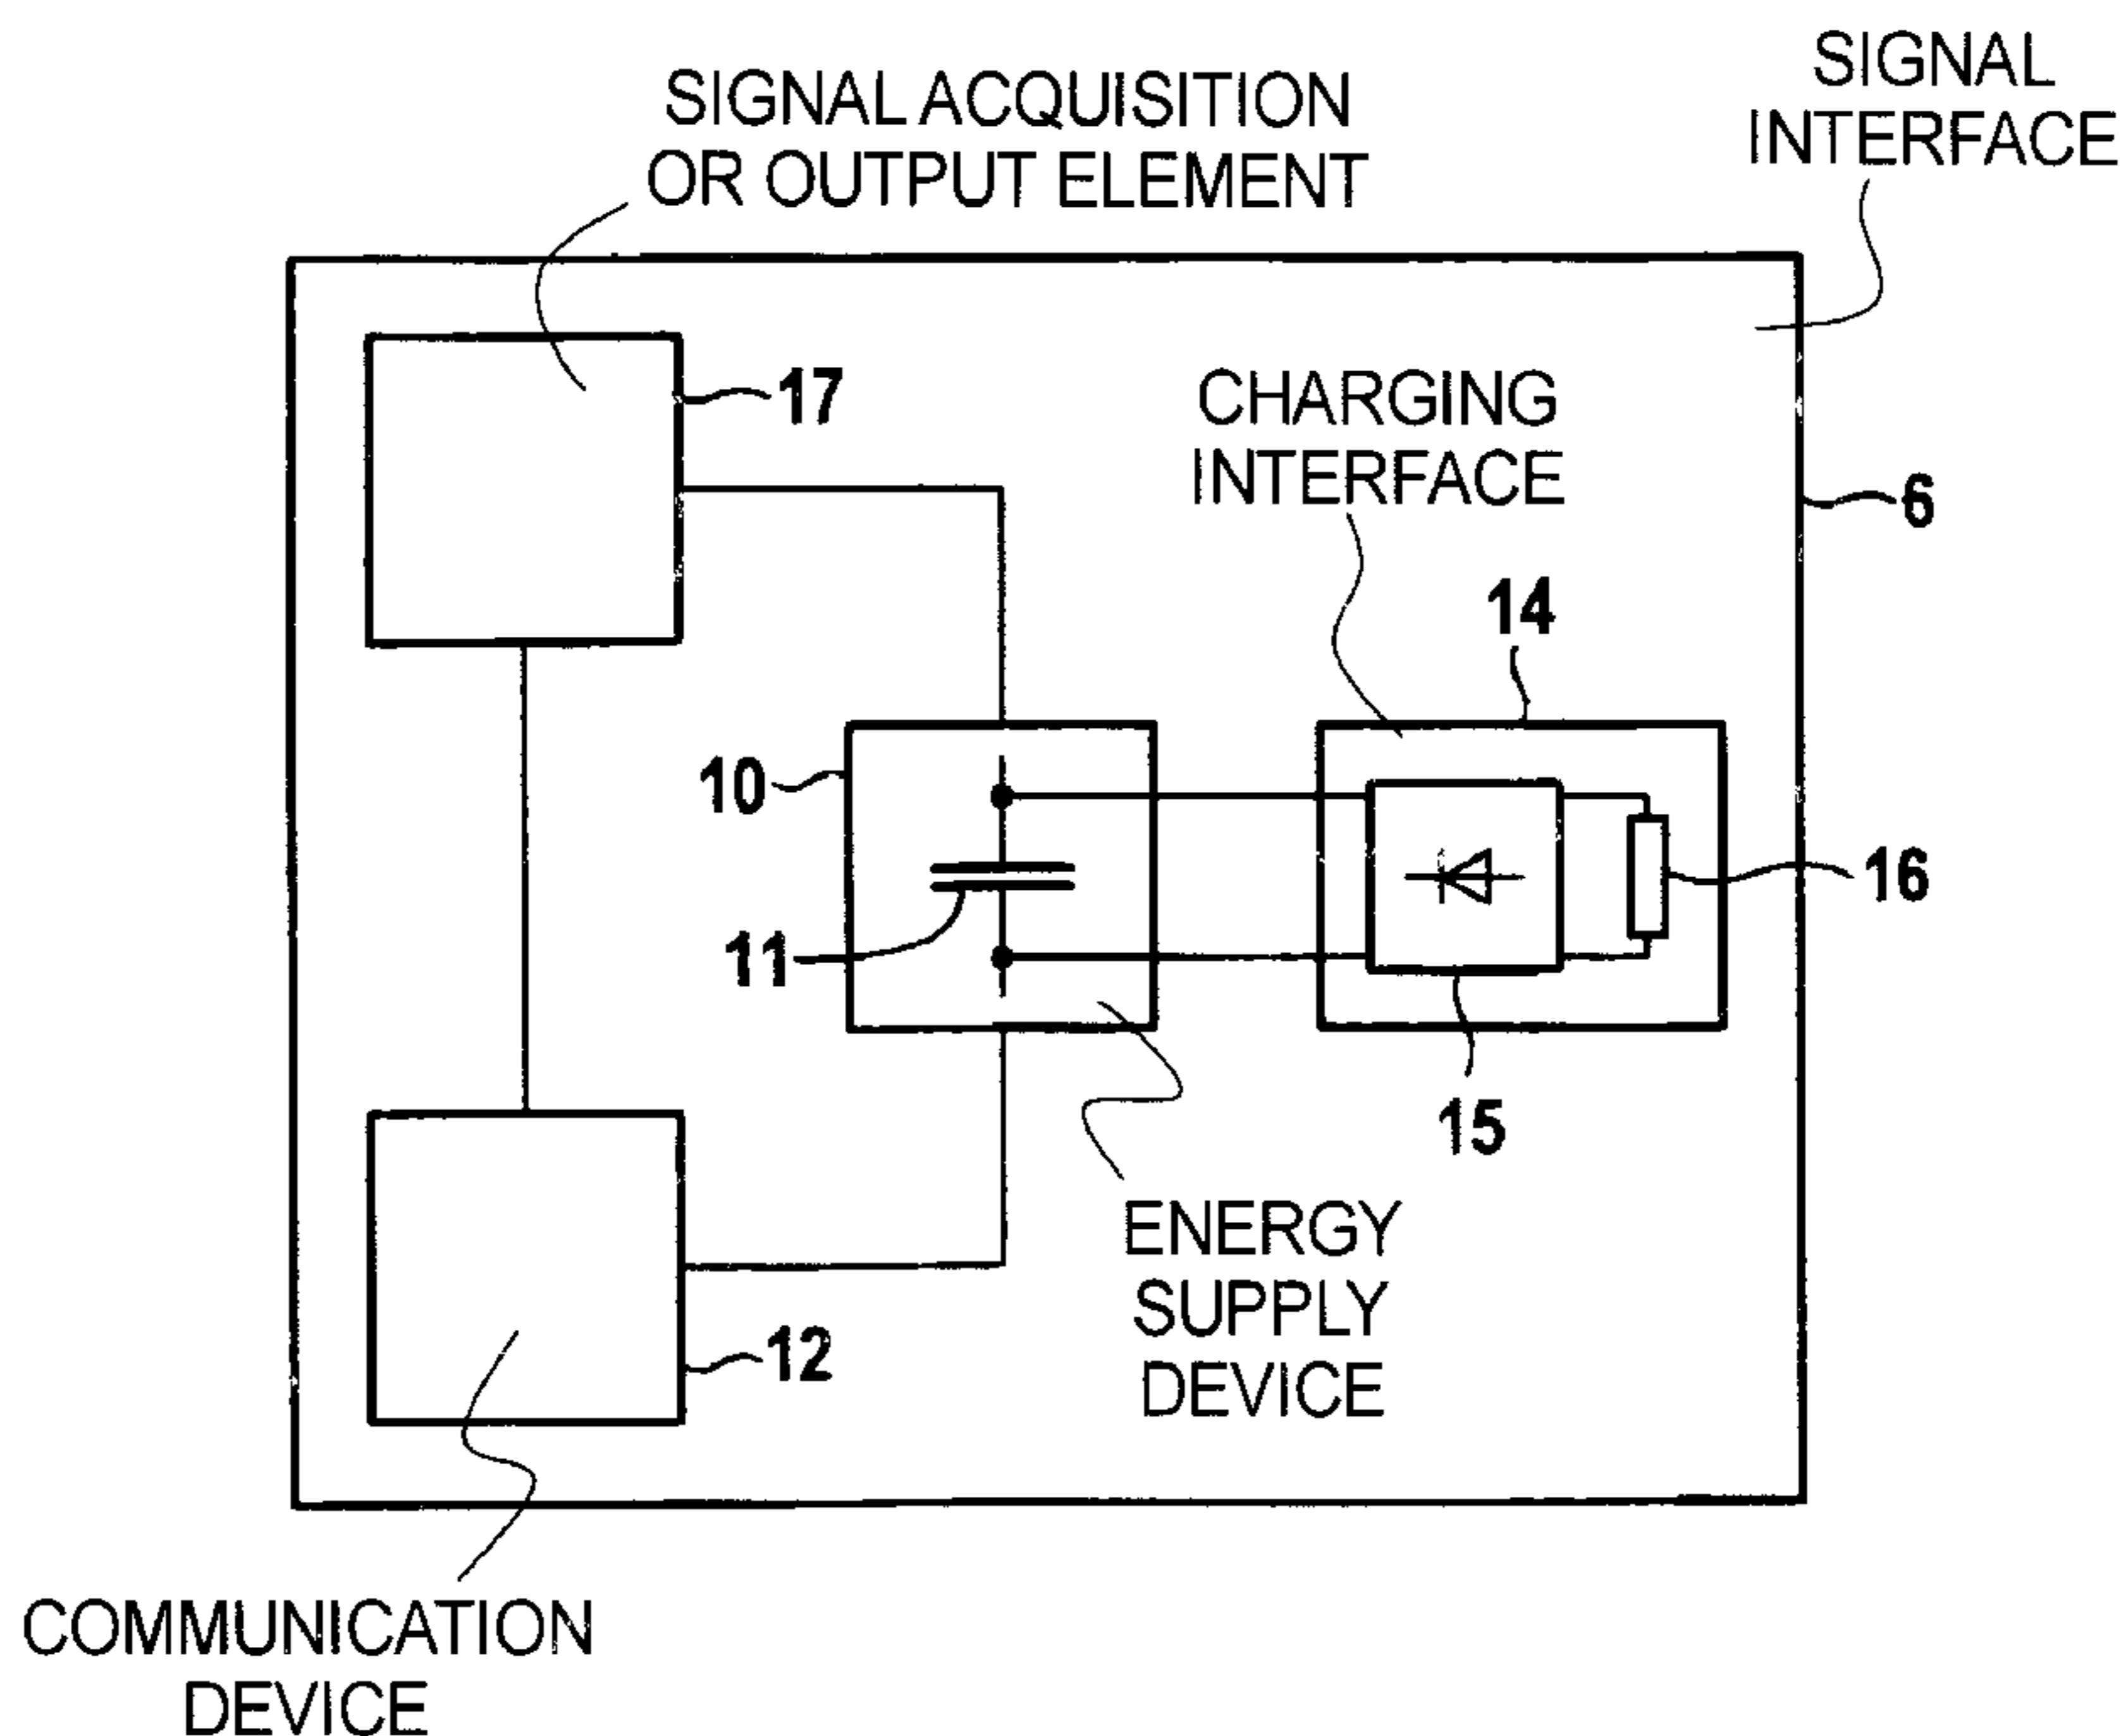 SIGNAL ACQUISITION
OR OUTPUT ELEMENT
SIGNAL
INTERFACE
17
CHARGING
INTERFACE
6
14
10
16
11
15
ENERGY
SUPPLY
DEVICE
12
COMMUNICATION
DEVICE